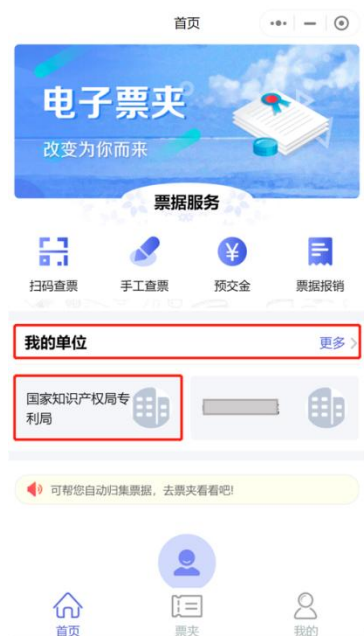 首页
电子票夹
改变为你而来
票据服务
扫码查票
手工查票
预交金
票据报销
我的单位
更多
国家知识产权局专
利局
可帮您自动归集票据，去票夹看看吧!
首页
票夹
我的